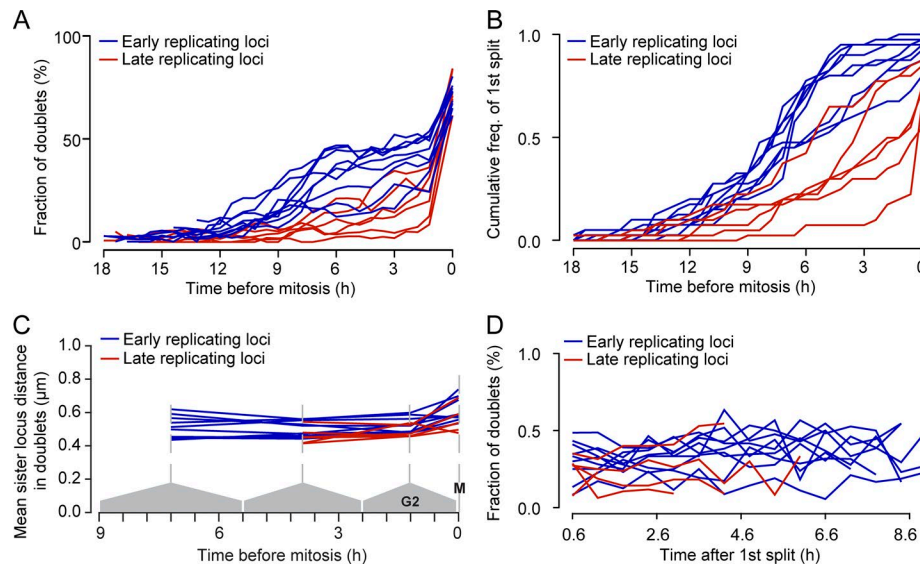 A
Early replicating loci
Late replicating loci
Fraction of doublets (%)
100
50
0
18 15 12 9 6 3 0
Time before mitosis (h)
B
Early replicating loci
Late replicating loci
Cumulative freq. of 1st split
1.0
0.5
0.0
18 15 12 9 6 3 0
Time before mitosis (h)
C
Early replicating loci
Late replicating loci
Mean sister locus distance
in doublets (μm)
1.0
0.8
0.6
0.4
0.2
0.0
G2
M
9 6 3 0
Time before mitosis (h)
D
Early replicating loci
Late replicating loci
Fraction of doublets (%)
1.0
0.5
0.0
0.6 2.6 4.6 6.6 8.6
Time after 1st split (h)